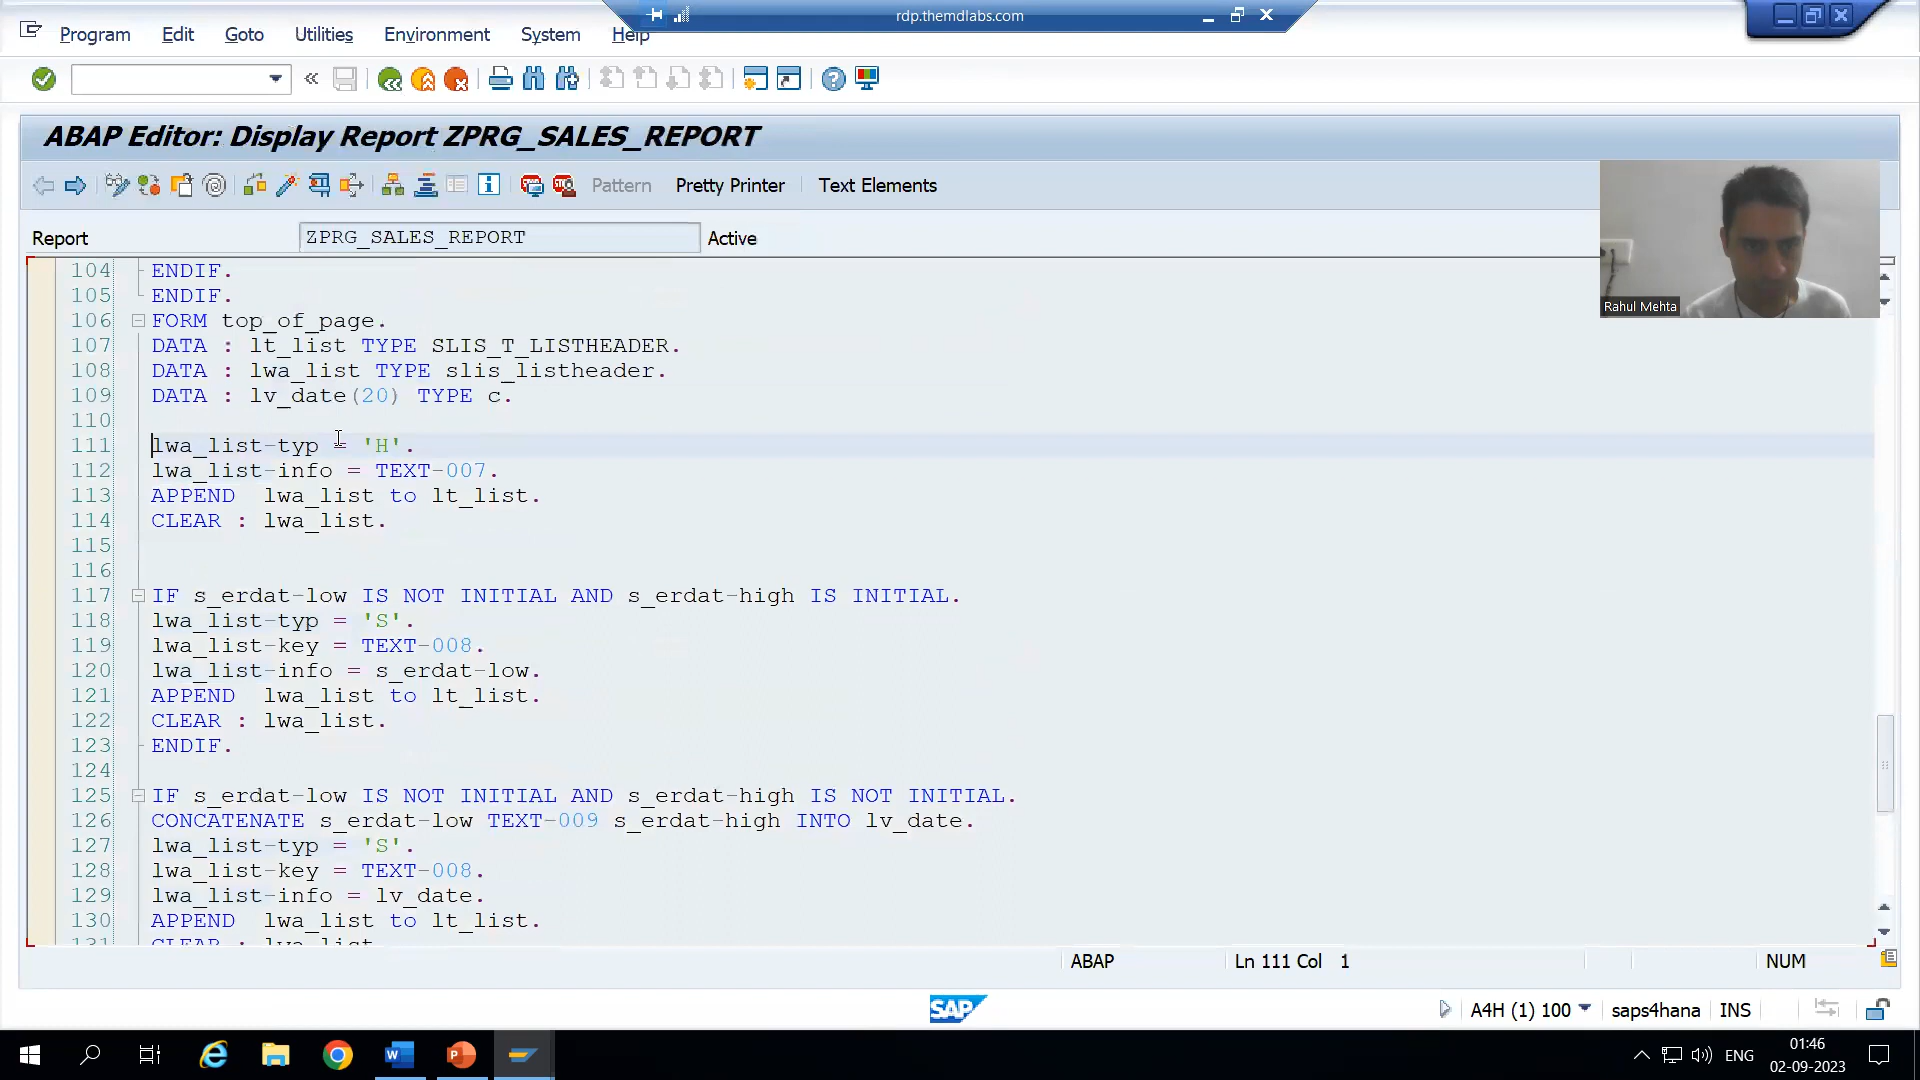 rdp.themdlabs.com
Program Edit Goto Utilities Environment System Help
ABAP Editor: Display Report ZPRG_SALES_REPORT
Pattern Pretty Printer Text Elements
Report ZPRG_SALES_REPORT Active
Rahul Mehta
104 ENDIF.
105 ENDIF.
106 FORM top_of_page.
107 DATA : lt_list TYPE SLIS_T_LISTHEADER.
108 DATA : lwa_list TYPE slis_listheader.
109 DATA : lv_date(20) TYPE c.
110
111 lwa_list-typ = 'H'.
112 lwa_list-info = TEXT-007.
113 APPEND lwa_list to lt_list.
114 CLEAR : lwa_list.
115
116
117 IF s_erdat-low IS NOT INITIAL AND s_erdat-high IS INITIAL.
118 lwa_list-typ = 'S'.
119 lwa_list-key = TEXT-008.
120 lwa_list-info = s_erdat-low.
121 APPEND lwa_list to lt_list.
122 CLEAR : lwa_list.
123 ENDIF.
124
125 IF s_erdat-low IS NOT INITIAL AND s_erdat-high IS NOT INITIAL.
126 CONCATENATE s_erdat-low TEXT-009 s_erdat-high INTO lv_date.
127 lwa_list-typ = 'S'.
128 lwa_list-key = TEXT-008.
129 lwa_list-info = lv_date.
130 APPEND lwa_list to lt_list.
131 CLEAR : lwa_list
ABAP Ln 111 Col 1 NUM
SAP A4H (1) 100 saps4hana INS
ENG 01:46
02-09-2023